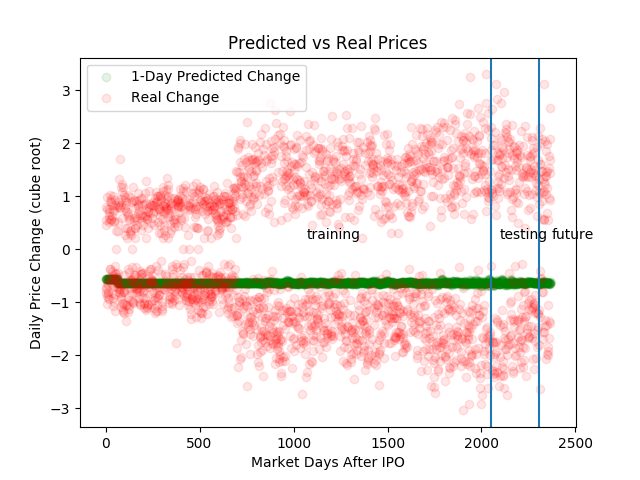 Predicted vs Real Prices
1-Day Predicted Change
Real Change
Daily Price Change (cube root)
3
2
1
0
−1
−2
−3
training
testing
future
0
500
1000
1500
2000
2500
Market Days After IPO